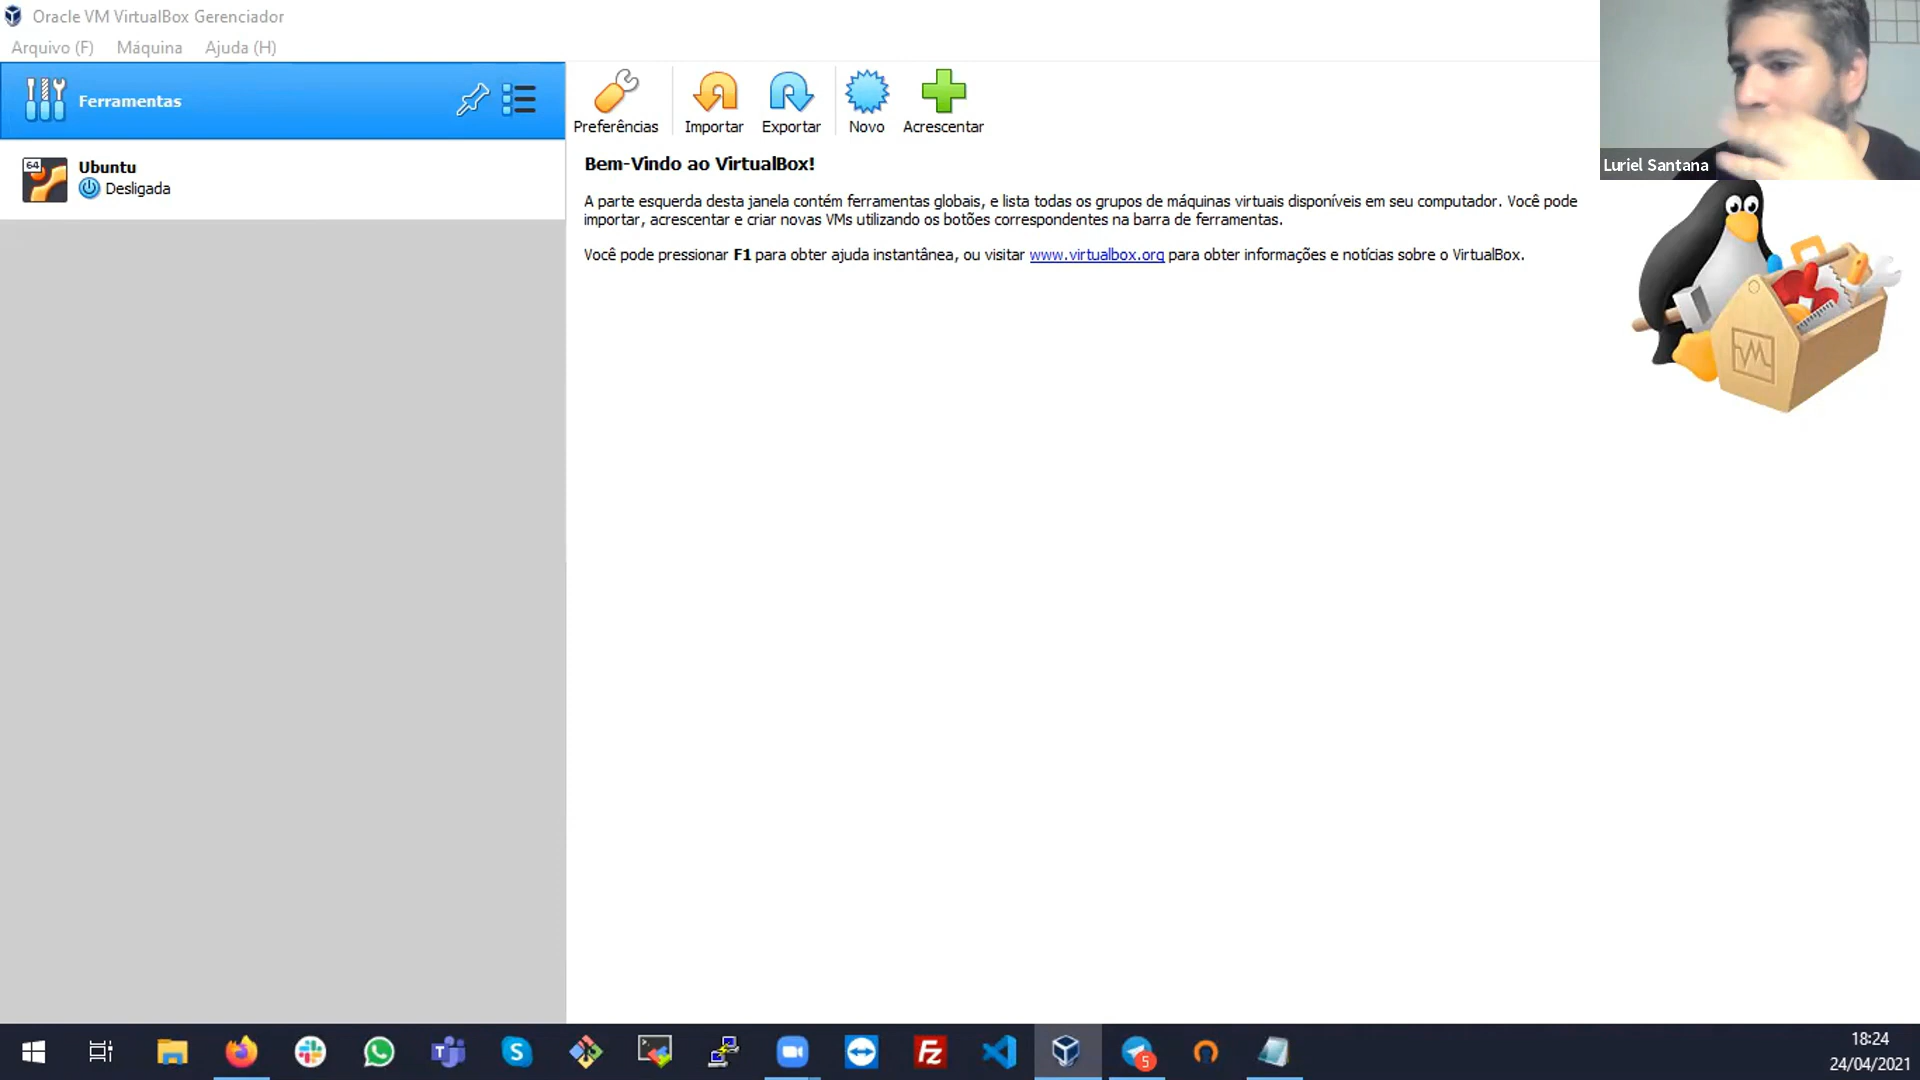 Oracle VM VirtualBox Gerenciador
Arquivo (F) Máquina Ajuda (H)
Ferramentas
Preferências Importar Exportar Novo Acrescentar
64
Ubuntu
Desligada
Bem-Vindo ao VirtualBox!
A parte esquerda desta janela contém ferramentas globais, e lista todas os grupos de máquinas virtuais disponíveis em seu computador. Você pode
importar, acrescentar e criar novas VMs utilizando os botões correspondentes na barra de ferramentas.
Você pode pressionar F1 para obter ajuda instantânea, ou visitar www.virtualbox.org para obter informações e notícias sobre o VirtualBox.
Luriel Santana
5
18:24
24/04/2021